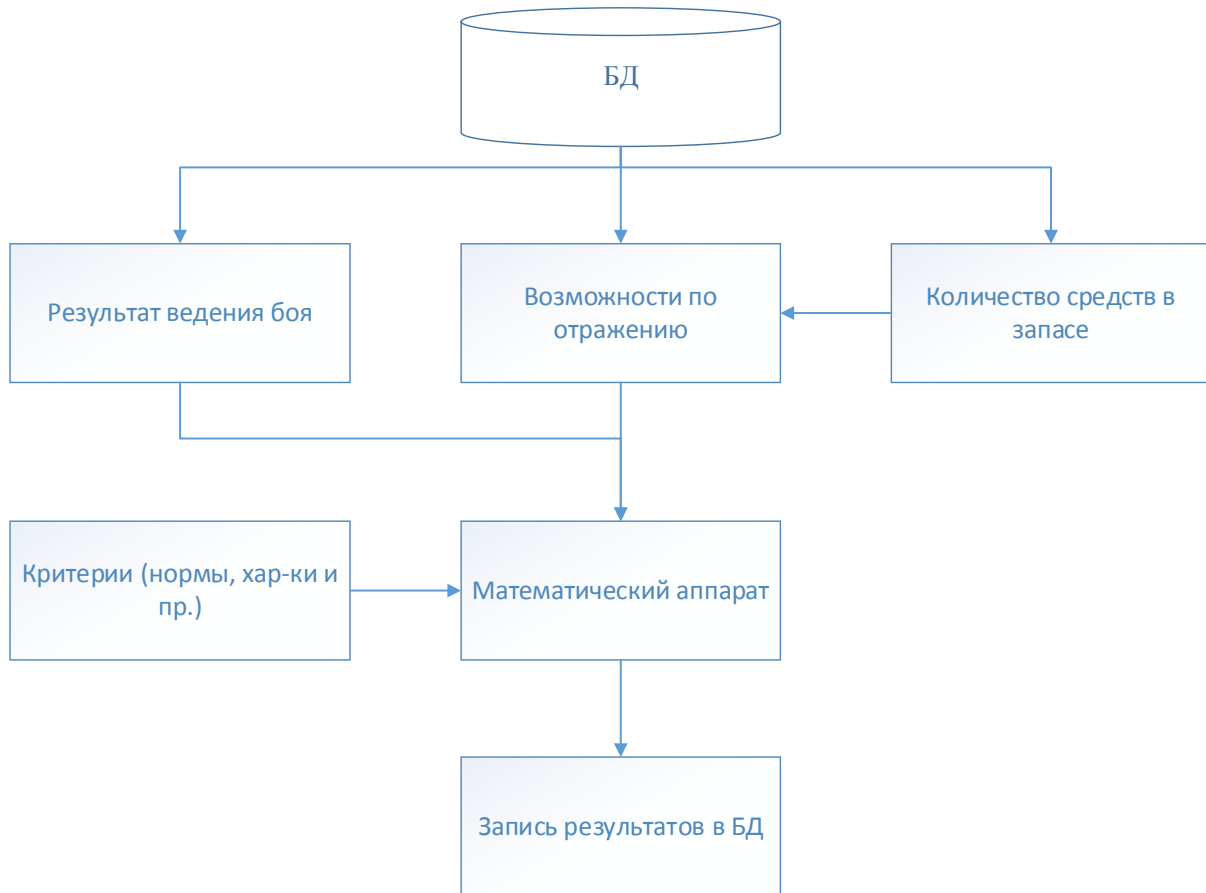 БД
Результат ведения боя
Возможности по
отражению
Количество средств в
запасе
Критерии (нормы, хар-ки и
пр.)
Математический аппарат
Запись результатов в БД